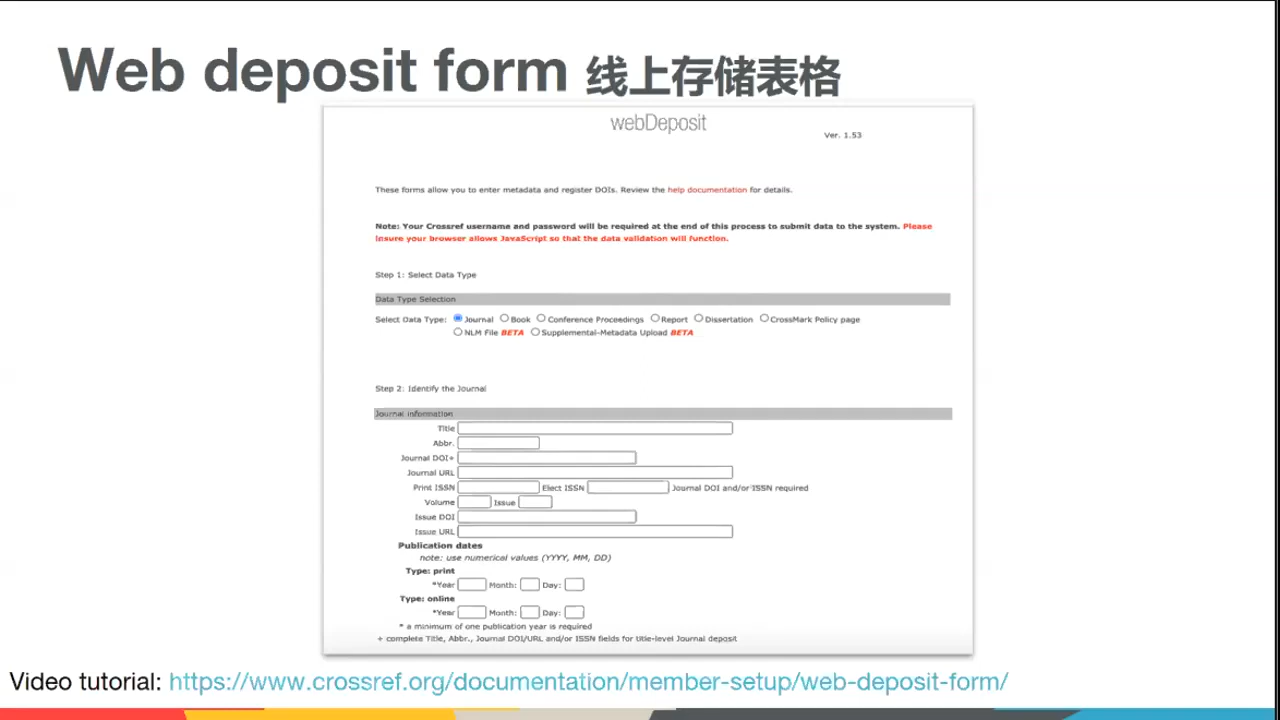 Web deposit form 线上存储表格
webDeposit
Ver. 1.53
These forms allow you to enter metadata and register DOIs. Review the help documentation for details.
Note: Your Crossref username and password will be required at the end of this process to submit data to the system. Please
insure your browser allows JavaScript so that the data validation will function.
Step 1: Select Data Type
Data Type Selection
Select Data Type: Journal Book Conference Proceedings Report Dissertation CrossMark Policy page
NLM File BETA Supplemental-Metadata Upload BETA
Step 2: Identify the Journal
Journal information
Title
Abbr.
Journal DOI+
Journal URL
Print ISSN Elect ISSN Journal DOI and/or ISSN required
Volume Issue
Issue DOI
Issue URL
Publication dates
note: use numerical values (YYYY, MM, DD)
Type: print
*Year Month: Day:
Type: online
*Year Month: Day:
* a minimum of one publication year is required
+ complete Title, Abbr., Journal DOI/URL and/or ISSN fields for title-level Journal deposit
Video tutorial: https://www.crossref.org/documentation/member-setup/web-deposit-form/